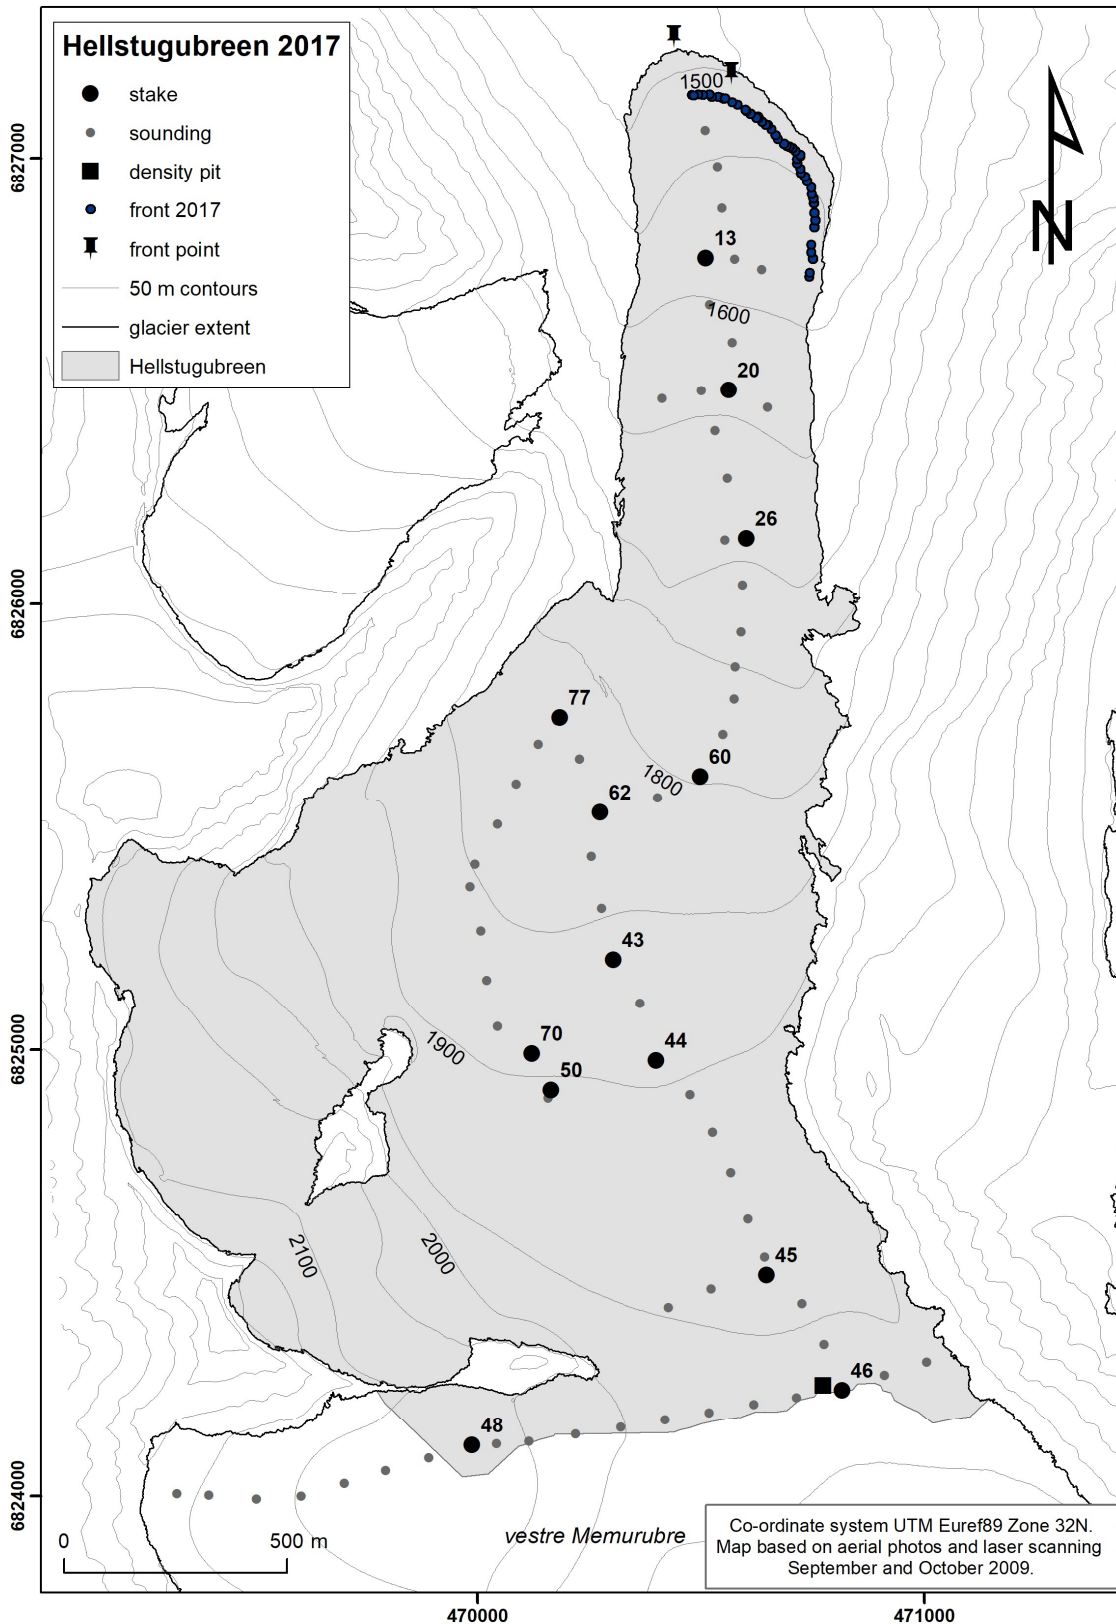 Hellstugubreen 2017
stake
sounding
density pit
front 2017
front point
50 m contours
glacier extent
Hellstugubreen
1500
N
13
1600
20
26
77
60
1800
62
43
70
44
1900
50
2100
2000
45
46
48
6827000
6826000
6825000
6824000
0 500 m
vestre Memurubre
Co-ordinate system UTM Euref89 Zone 32N.
Map based on aerial photos and laser scanning
September and October 2009.
470000 471000